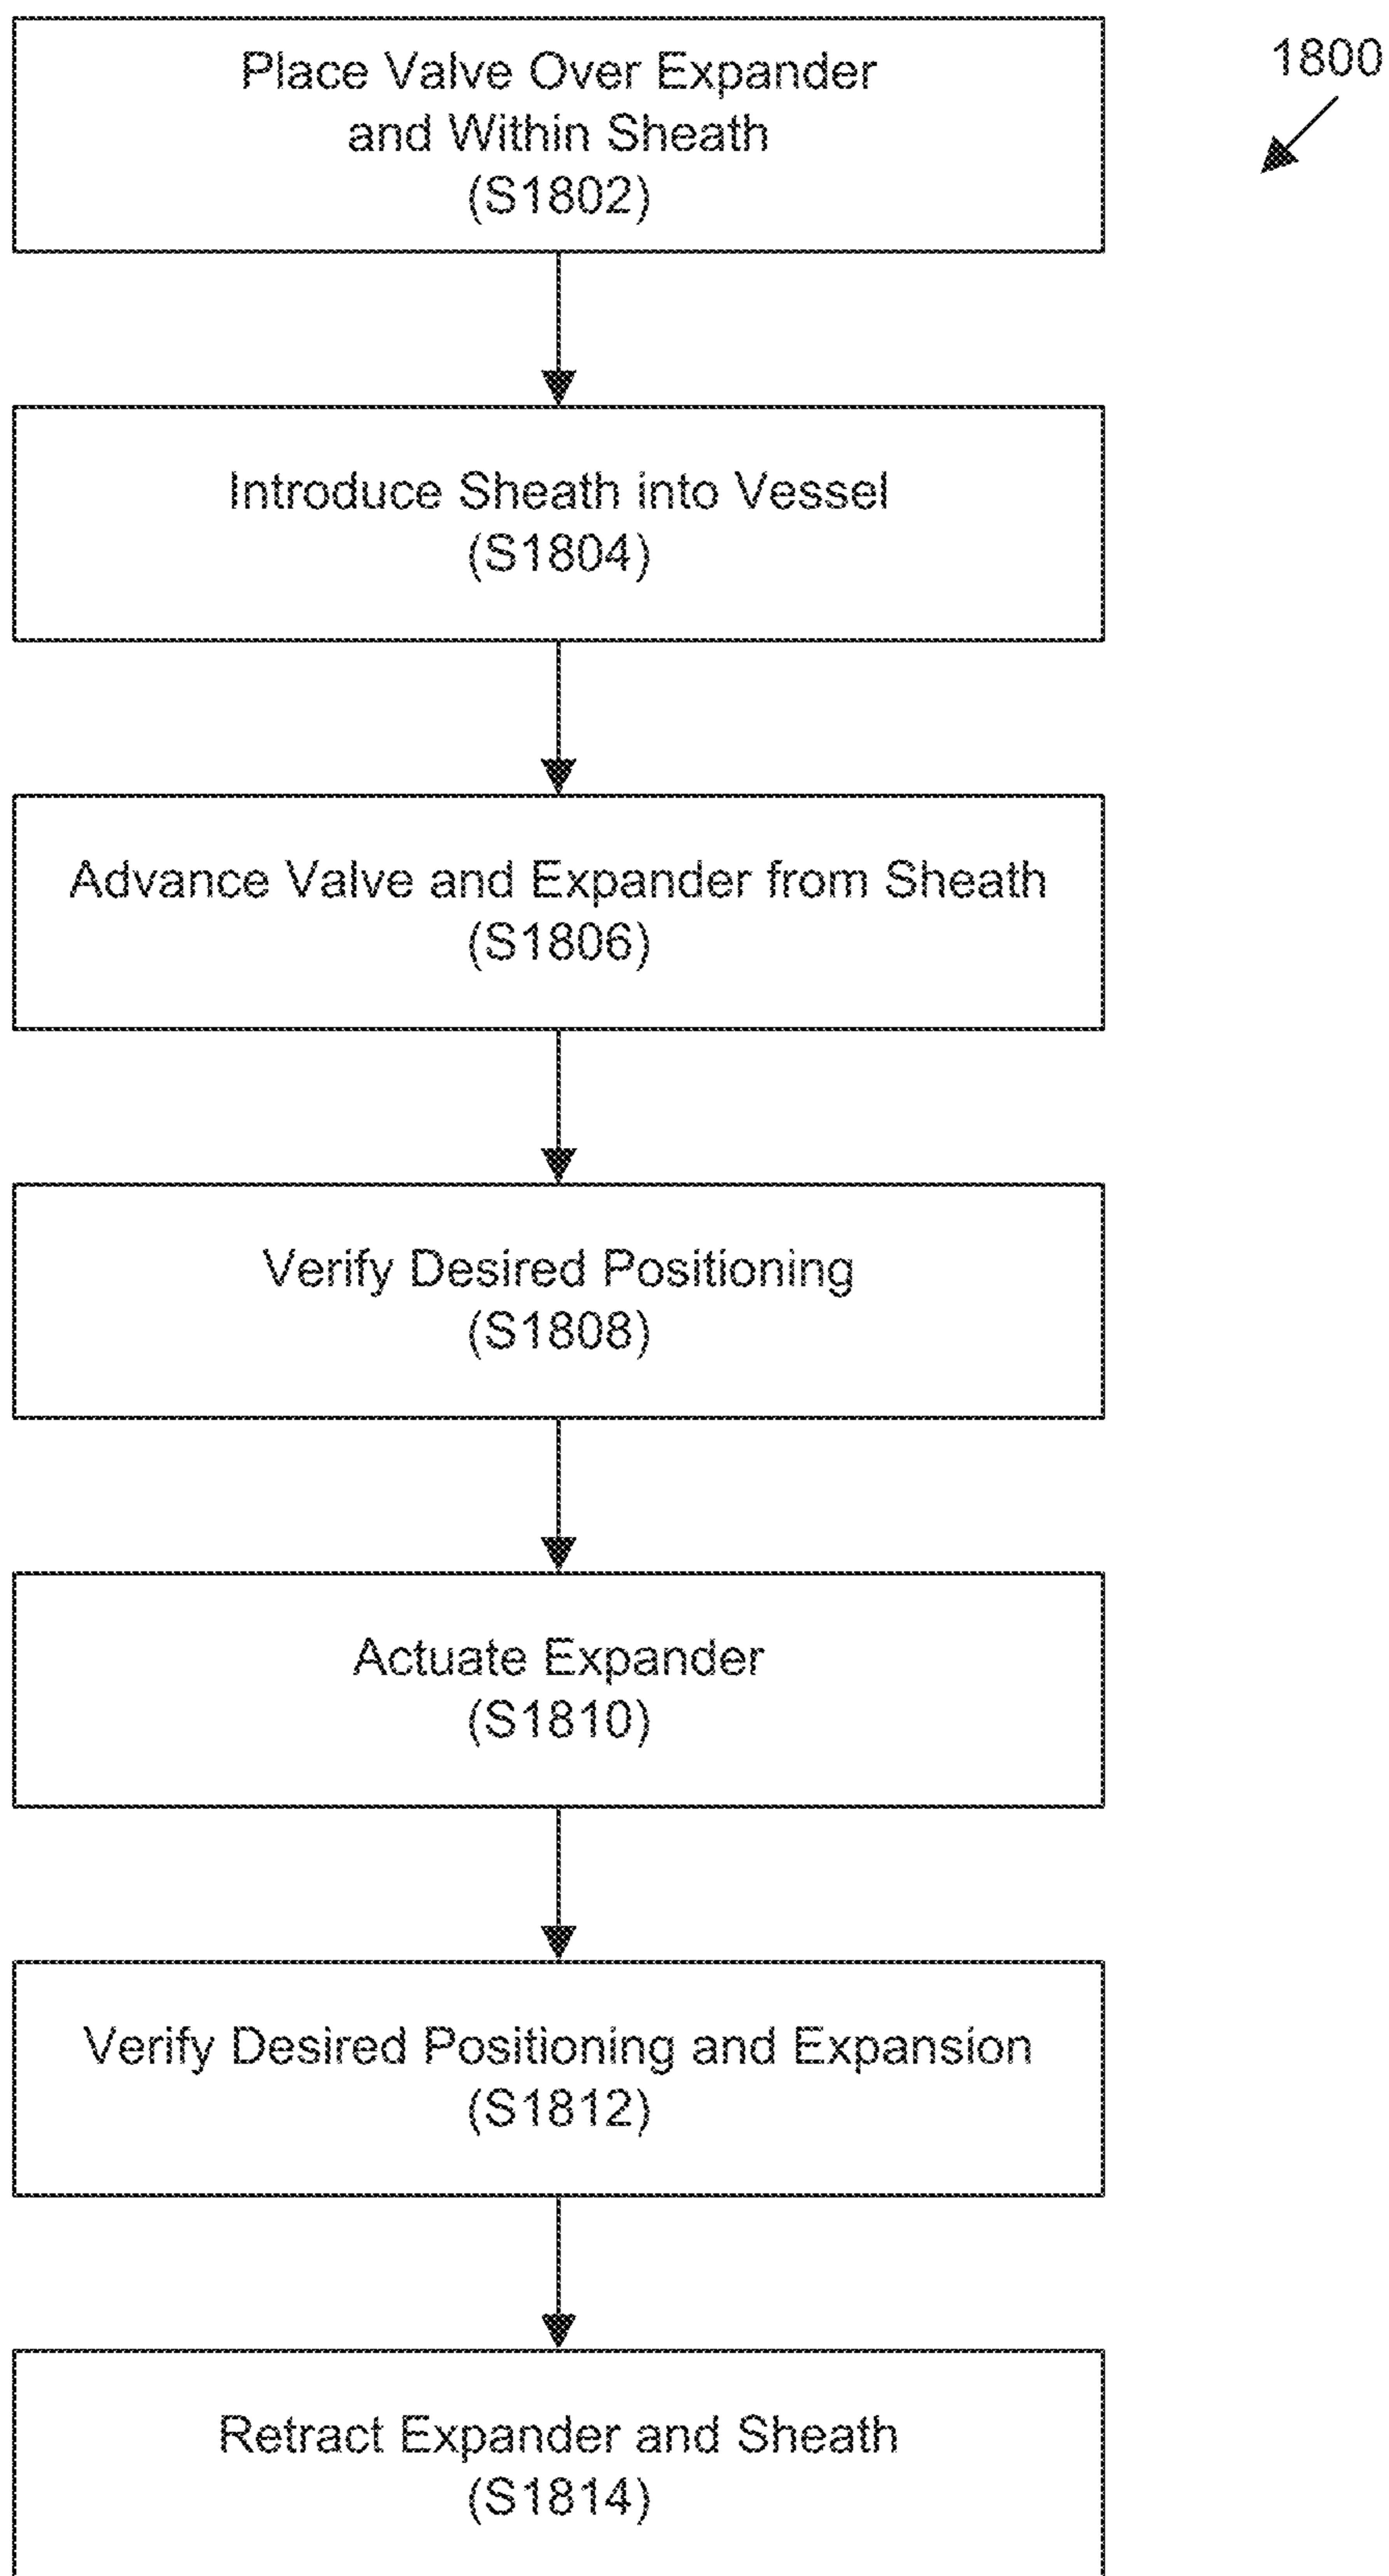 1800
Place Valve Over Expander
and Within Sheath
(S1802)
Introduce Sheath into Vessel
(S1804)
Advance Valve and Expander from Sheath
(S1806)
Verify Desired Positioning
(S1808)
Actuate Expander
(S1810)
Verify Desired Positioning and Expansion
(S1812)
Retract Expander and Sheath
(S1814)